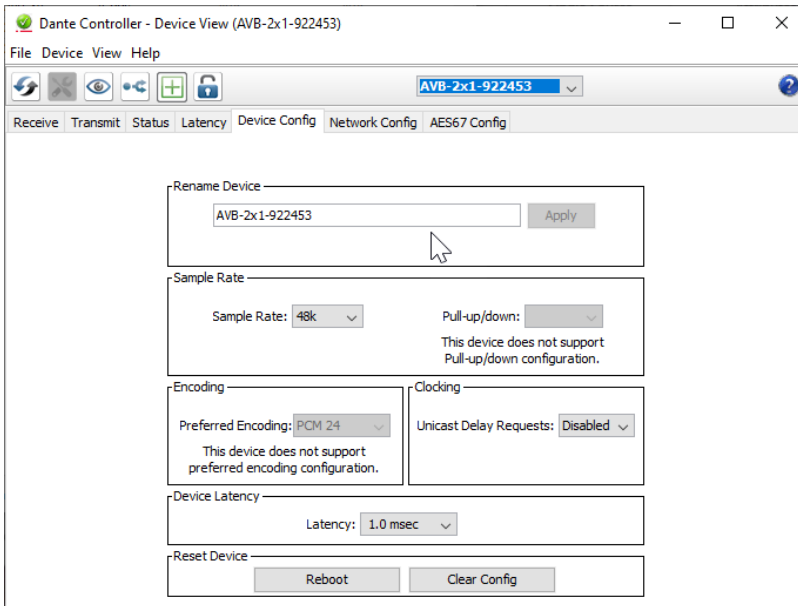 Dante Controller - Device View (AVB-2x1-922453)
File Device View Help
AVB-2x1-922453
?
Receive Transmit Status Latency Device Config Network Config AES67 Config
Rename Device
AVB-2x1-922453 Apply
Sample Rate
Sample Rate: 48k Pull-up/down:
This device does not support
Pull-up/down configuration.
Encoding Clocking
Preferred Encoding: PCM 24 Unicast Delay Requests: Disabled
This device does not support
preferred encoding configuration.
Device Latency
Latency: 1.0 msec
Reset Device
Reboot Clear Config